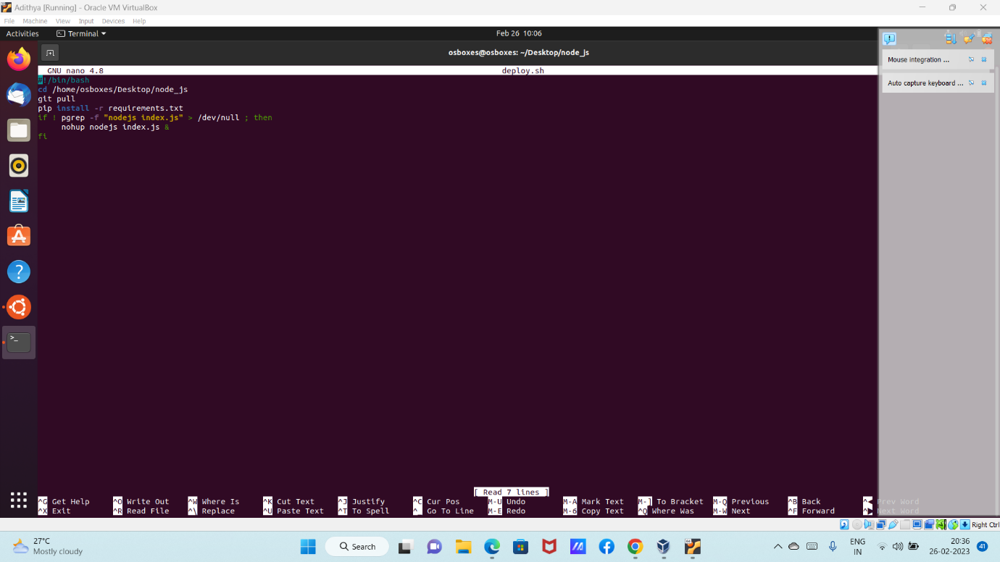 Adithya [Running] - Oracle VM VirtualBox
File Machine View Input Devices Help
Activities Terminal Feb 26 10:06
osboxes@osboxes: ~/Desktop/node_js
GNU nano 4.8 deploy.sh
#!/bin/bash
cd /home/osboxes/Desktop/node_js
git pull
pip install -r requirements.txt
if ! pgrep -f "nodejs index.js" > /dev/null ; then
nohup nodejs index.js &
fi
Mouse integration ...
Auto capture keyboard ...
[ Read 7 lines ]
^G Get Help ^O Write Out ^W Where Is ^K Cut Text ^J Justify ^C Cur Pos M-U Undo M-A Mark Text M-] To Bracket M-Q Previous ^B Back ^◀ Prev Word
^X Exit ^R Read File ^\ Replace ^U Paste Text ^T To Spell ^_ Go To Line M-E Redo M-6 Copy Text ^Q Where Was M-W Next ^F Forward ^▶ Next Word
Right Ctrl
27°C
Mostly cloudy
Search
ENG
IN
20:36
26-02-2023
41